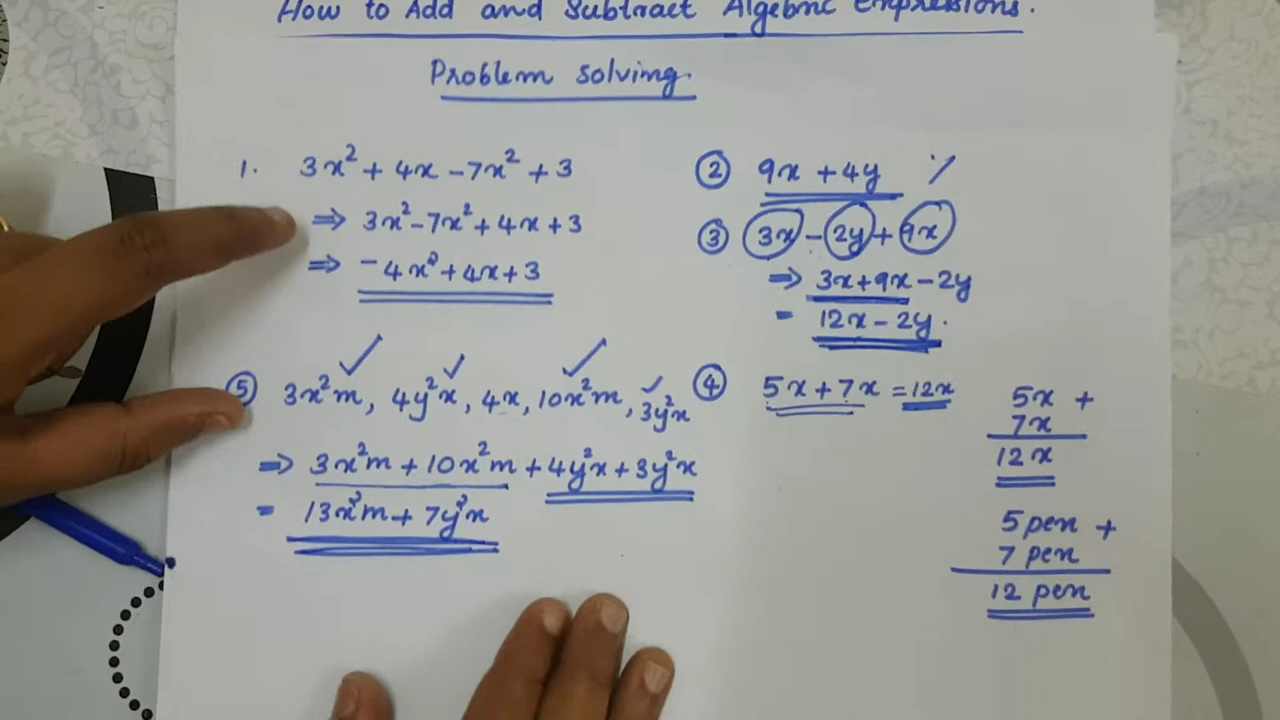 How to Add and Subtract Algebric Expressions.
Problem solving.
1. 3x² + 4x - 7x² + 3
⇒ 3x² - 7x² + 4x + 3
⇒ -4x² + 4x + 3
② 9x + 4y
③ 3x - 2y + 9x
⇒ 3x + 9x - 2y
= 12x - 2y.
⑤ 3x²m, 4y²x, 4x, 10x²m, 3y²x
⇒ 3x²m + 10x²m + 4y²x + 3y²x
= 13x²m + 7y²x
④ 5x + 7x = 12x
5x +
7x
12x
5 pen +
7 pen
12 pen